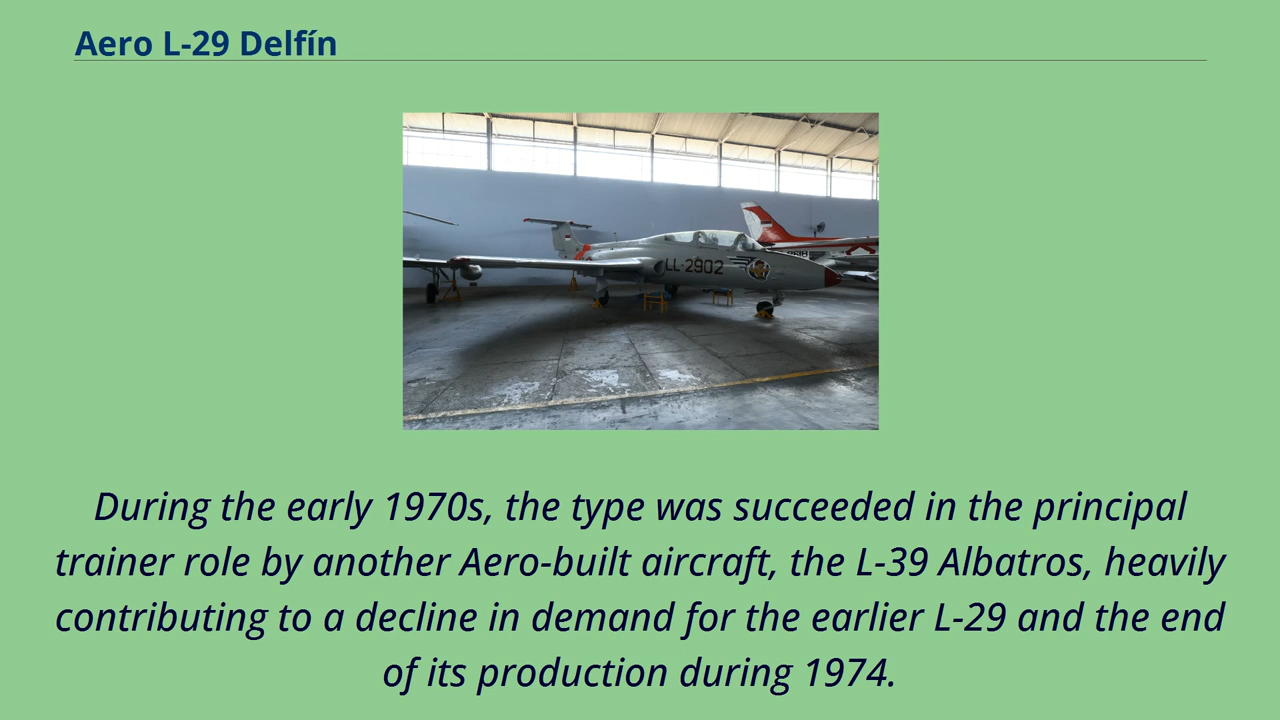 Aero L-29 Delfín
LL-2902
During the early 1970s, the type was succeeded in the principal
trainer role by another Aero-built aircraft, the L-39 Albatros, heavily
contributing to a decline in demand for the earlier L-29 and the end
of its production during 1974.